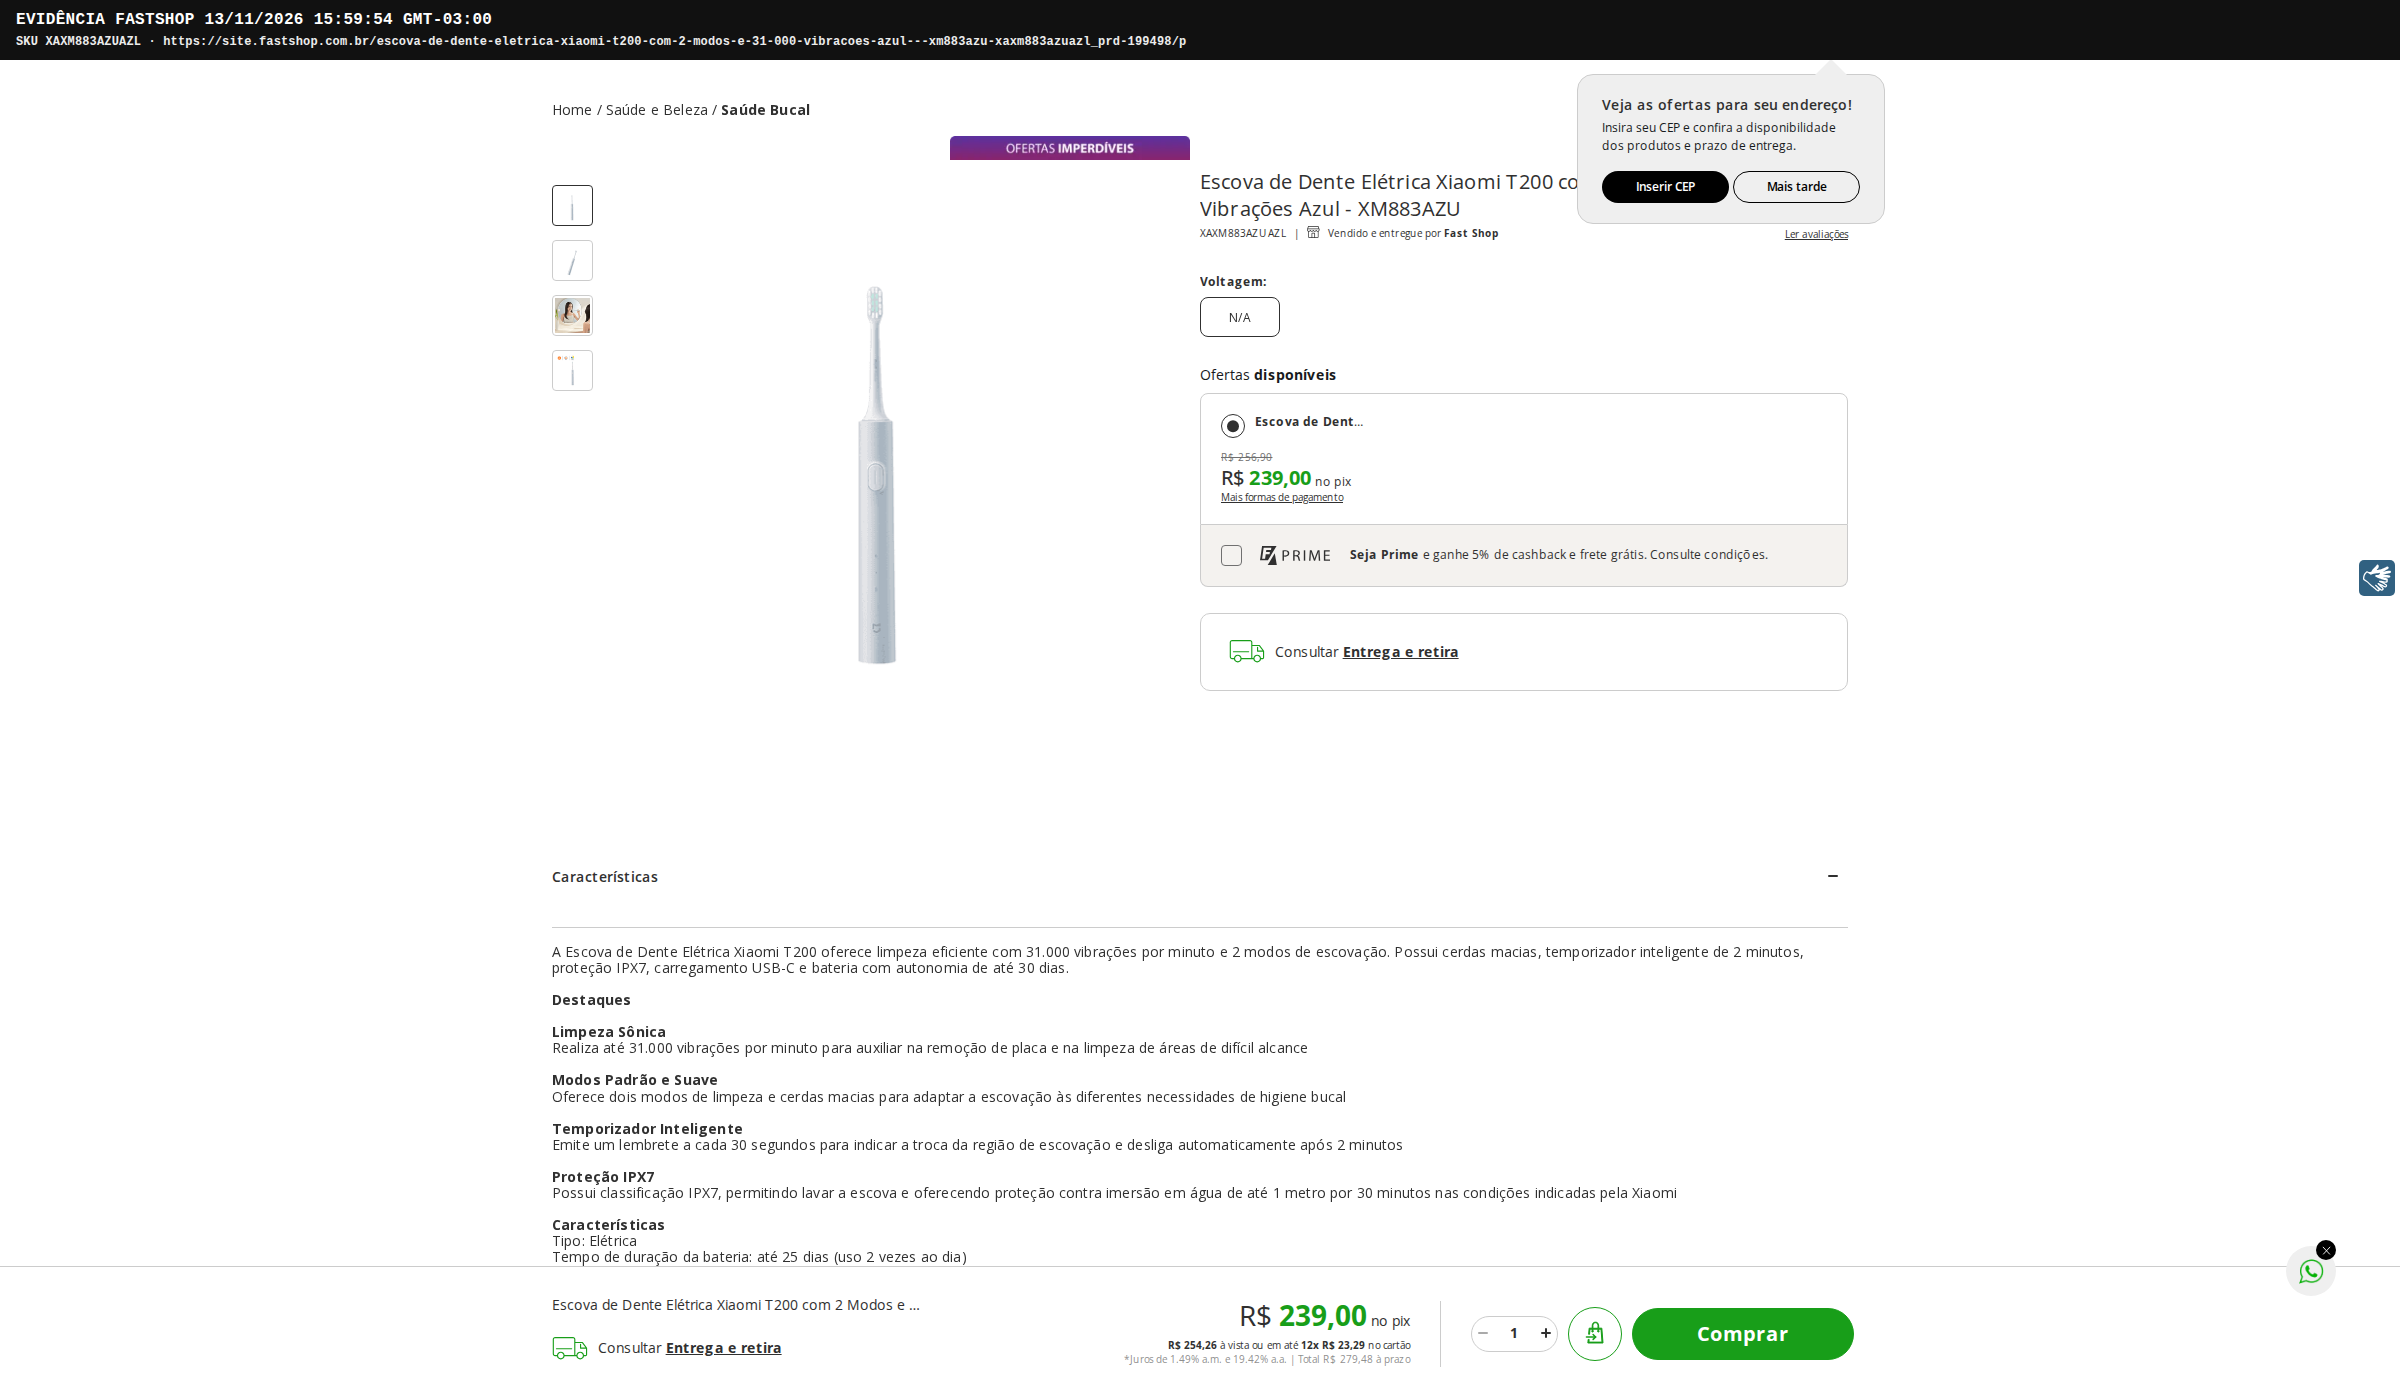 EVIDÊNCIA FASTSHOP 13/11/2026 15:59:54 GMT-03:00
SKU XAXM883AZUAZL · https://site.fastshop.com.br/escova-de-dente-eletrica-xiaomi-t200-com-2-modos-e-31-000-vibracoes-azul---xm883azu-xaxm883azuazl_prd-199498/p
Veja as ofertas para seu endereço!
Insira seu CEP e confira a disponibilidade
dos produtos e prazo de entrega.
Inserir CEP
Mais tarde
Home / Saúde e Beleza / Saúde Bucal
OFERTAS IMPERDÍVEIS
Escova de Dente Elétrica Xiaomi T200 co
Vibrações Azul - XM883AZU
XAXM883AZUAZL | Vendido e entregue por Fast Shop
Ler avaliações
Voltagem:
N/A
Ofertas disponíveis
Escova de Dent...
R$ 256,90
R$ 239,00 no pix
Mais formas de pagamento
PRIME Seja Prime e ganhe 5% de cashback e frete grátis. Consulte condições.
Consultar Entrega e retira
Características
A Escova de Dente Elétrica Xiaomi T200 oferece limpeza eficiente com 31.000 vibrações por minuto e 2 modos de escovação. Possui cerdas macias, temporizador inteligente de 2 minutos,
proteção IPX7, carregamento USB-C e bateria com autonomia de até 30 dias.
Destaques
Limpeza Sônica
Realiza até 31.000 vibrações por minuto para auxiliar na remoção de placa e na limpeza de áreas de difícil alcance
Modos Padrão e Suave
Oferece dois modos de limpeza e cerdas macias para adaptar a escovação às diferentes necessidades de higiene bucal
Temporizador Inteligente
Emite um lembrete a cada 30 segundos para indicar a troca da região de escovação e desliga automaticamente após 2 minutos
Proteção IPX7
Possui classificação IPX7, permitindo lavar a escova e oferecendo proteção contra imersão em água de até 1 metro por 30 minutos nas condições indicadas pela Xiaomi
Características
Tipo: Elétrica
Tempo de duração da bateria: até 25 dias (uso 2 vezes ao dia)
Escova de Dente Elétrica Xiaomi T200 com 2 Modos e ...
Consultar Entrega e retira
R$ 239,00 no pix
R$ 254,26 à vista ou em até 12x R$ 23,29 no cartão
*Juros de 1.49% a.m. e 19.42% a.a. | Total R$ 279,48 à prazo
1
Comprar